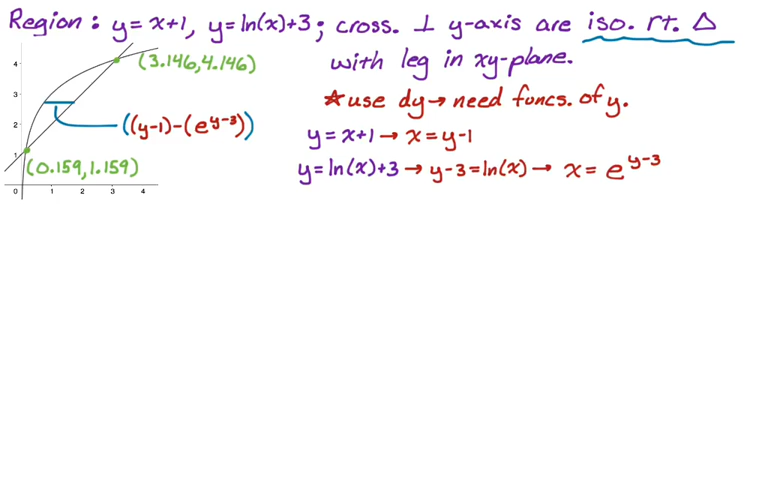 Region: y = x+1, y = ln(x)+3; cross. ⊥ y-axis are iso. rt. △
with leg in xy-plane.
☆use dy → need funcs. of y.
y = x+1 → x = y-1
y = ln(x)+3 → y-3 = ln(x) → x = e^{y-3}
(3.146, 4.146)
((y-1)-(e^{y-3}))
(0.159, 1.159)
4
3
2
1
0 1 2 3 4